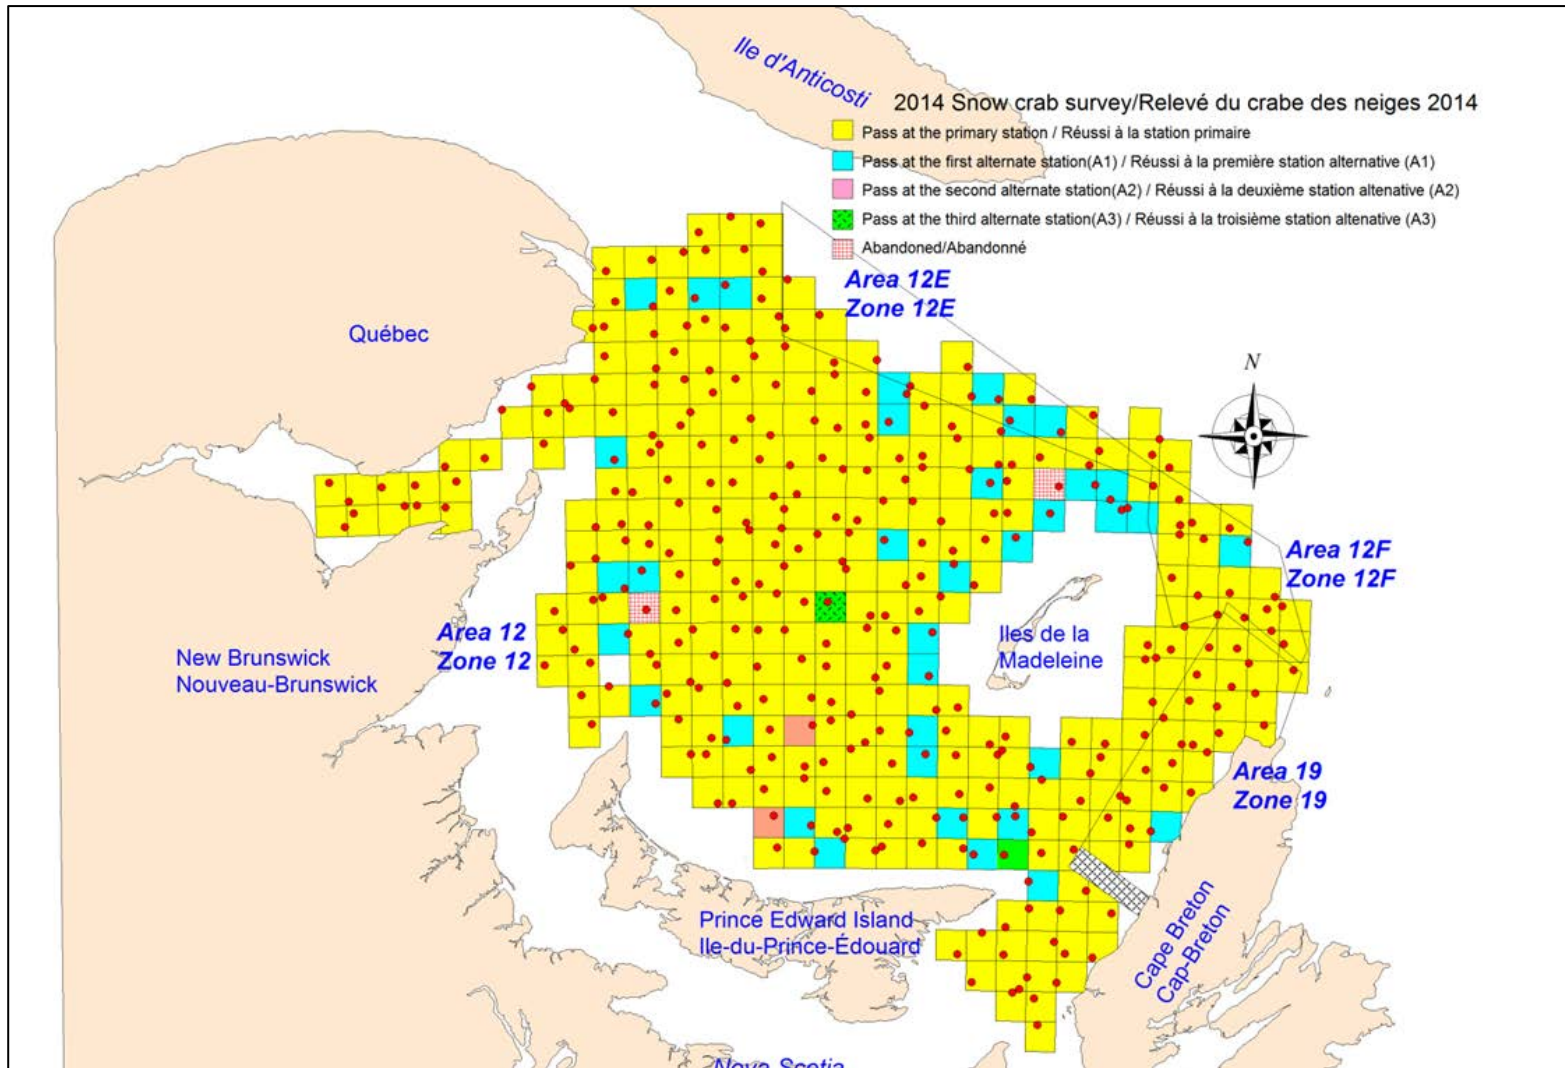 Ile d'Anticosti
2014 Snow crab survey/Relevé du crabe des neiges 2014
Pass at the primary station / Réussi à la station primaire
Pass at the first alternate station(A1) / Réussi à la première station alternative (A1)
Pass at the second alternate station(A2) / Réussi à la deuxième station altenative (A2)
Pass at the third alternate station(A3) / Réussi à la troisième station altenative (A3)
Abandoned/Abandonné
Area 12E
Zone 12E
Québec
N
Area 12F
Zone 12F
Area 12
Zone 12
Iles de la
Madeleine
New Brunswick
Nouveau-Brunswick
Area 19
Zone 19
Prince Edward Island
Ile-du-Prince-Édouard
Cape Breton
Cap-Breton
Nova Scotia